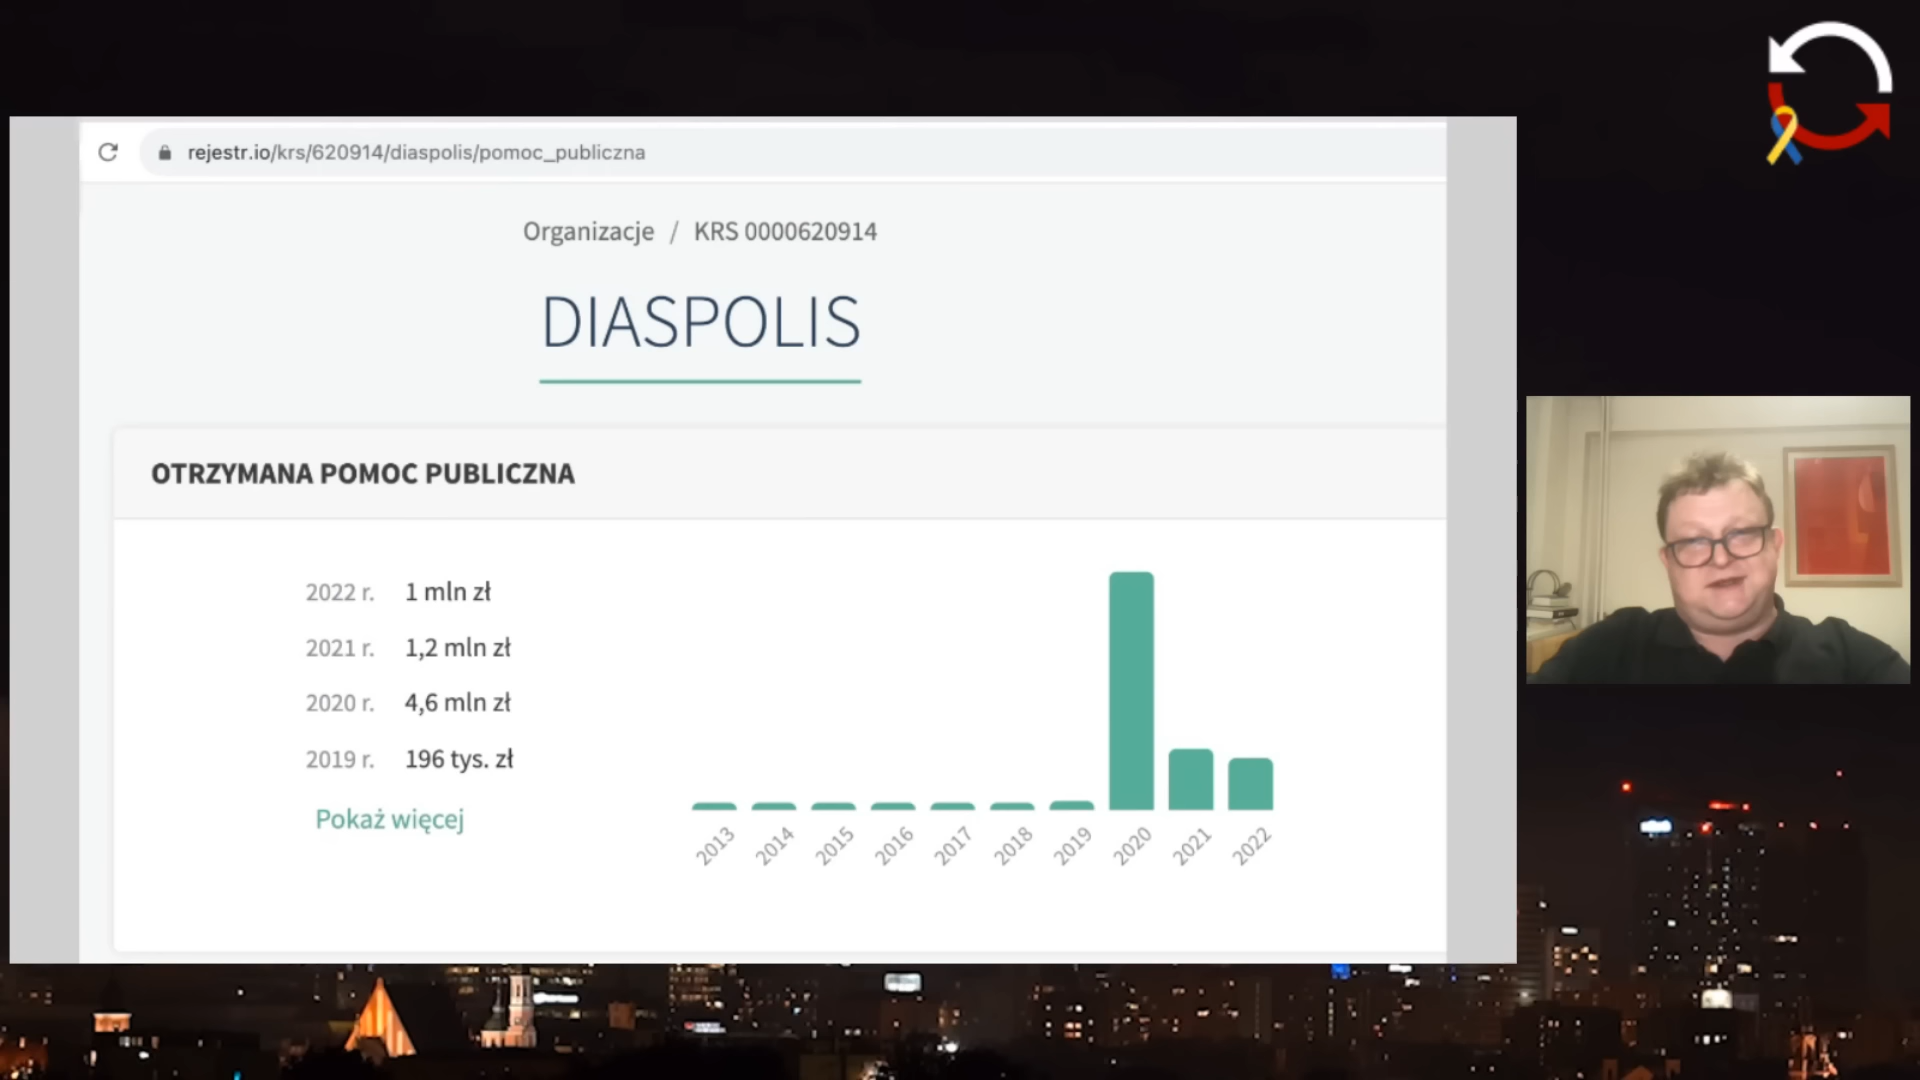 rejestr.io/krs/620914/diaspolis/pomoc_publiczna
Organizacje / KRS 0000620914
DIASPOLIS
OTRZYMANA POMOC PUBLICZNA
2022 r. 1 mln zł
2021 r. 1,2 mln zł
2020 r. 4,6 mln zł
2019 r. 196 tys. zł
Pokaż więcej
2013 2014 2015 2016 2017 2018 2019 2020 2021 2022